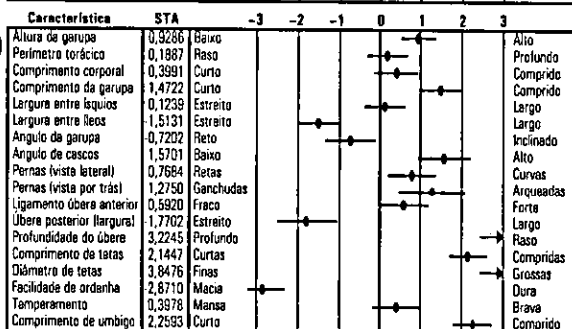 Característica STA -3 -2 -1 0 1 2 3
Altura da garupa 0,9286 Baixo Alto
Perímetro torácico 0,1887 Raso Profundo
Comprimento corporal 0,3991 Curto Comprido
Comprimento da garupa 1,4722 Curto Comprido
Largura entre ísquios 0,1239 Estreito Largo
Largura entre íleos -1,5131 Estreito Largo
Angulo da garupa -0,7202 Reto Inclinado
Angulo de cascos 1,5701 Baixo Alto
Pernas (vista lateral) 0,7684 Retas Curvas
Pernas (vista por trás) 1,2750 Ganchudas Arqueadas
Ligamento úbere anterior 0,5920 Fraco Forte
Úbere posterior (largura) -1,7702 Estreito Largo
Profundidade do úbere 3,2245 Profundo Raso
Comprimento de tetas 2,1447 Curtas Compridas
Diâmetro de tetas 3,8476 Finas Grossas
Facilidade de ordenha -2,8710 Macia Dura
Temperamento 0,3978 Mansa Brava
Comprimento de umbigo 2,2593 Curto Comprido